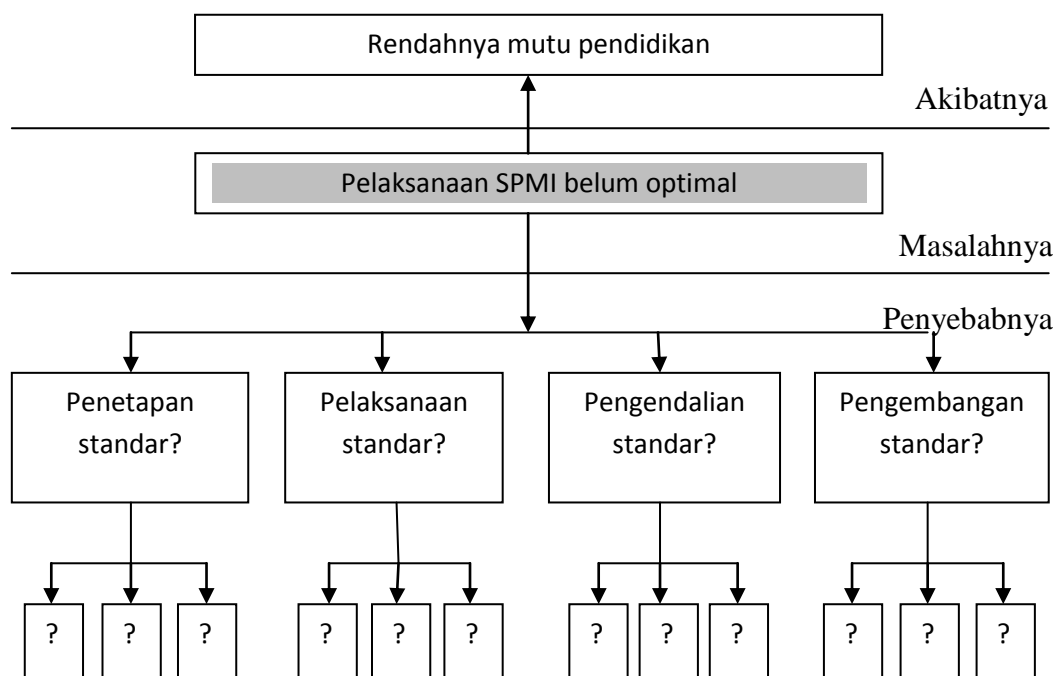 Rendahnya mutu pendidikan
Akibatnya
Pelaksanaan SPMI belum optimal
Masalahnya
Penyebabnya
Penetapan
standar?
Pelaksanaan
standar?
Pengendalian
standar?
Pengembangan
standar?
? ? ? ? ? ? ? ? ? ? ? ?